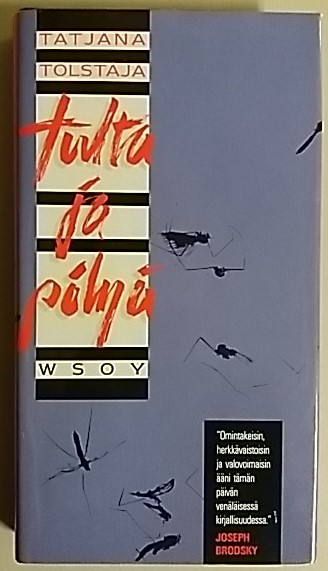 TATJANA
TOLSTAJA
tulta
ja
pölyä
WSOY
"Omintakeisin,
herkkävaistoisin
ja valovoimaisin
ääni tämän
päivän
venäläisessä
kirjallisuudessa."
JOSEPH
BRODSKY